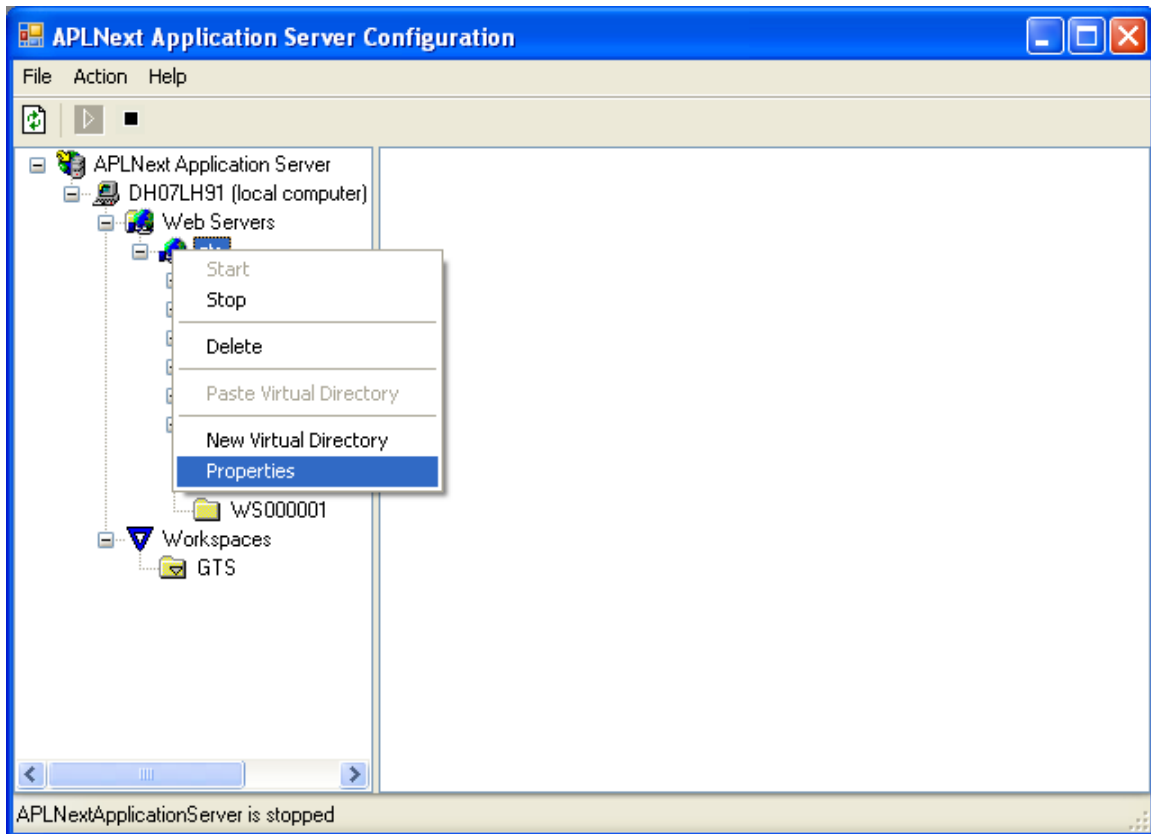 APLNext Application Server Configuration
File Action Help
APLNext Application Server
DH07LH91 (local computer)
Web Servers
Start
Stop
Delete
Paste Virtual Directory
New Virtual Directory
Properties
WS000001
Workspaces
GTS
APLNextApplicationServer is stopped